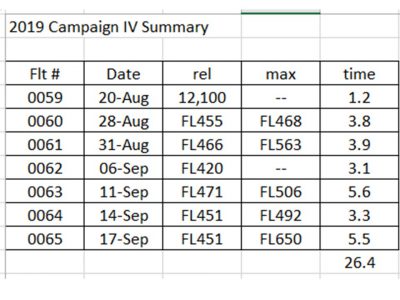 2019 Campaign IV Summary
Flt # Date rel max time
0059 20-Aug 12,100 -- 1.2
0060 28-Aug FL455 FL468 3.8
0061 31-Aug FL466 FL563 3.9
0062 06-Sep FL420 -- 3.1
0063 11-Sep FL471 FL506 5.6
0064 14-Sep FL451 FL492 3.3
0065 17-Sep FL451 FL650 5.5
26.4